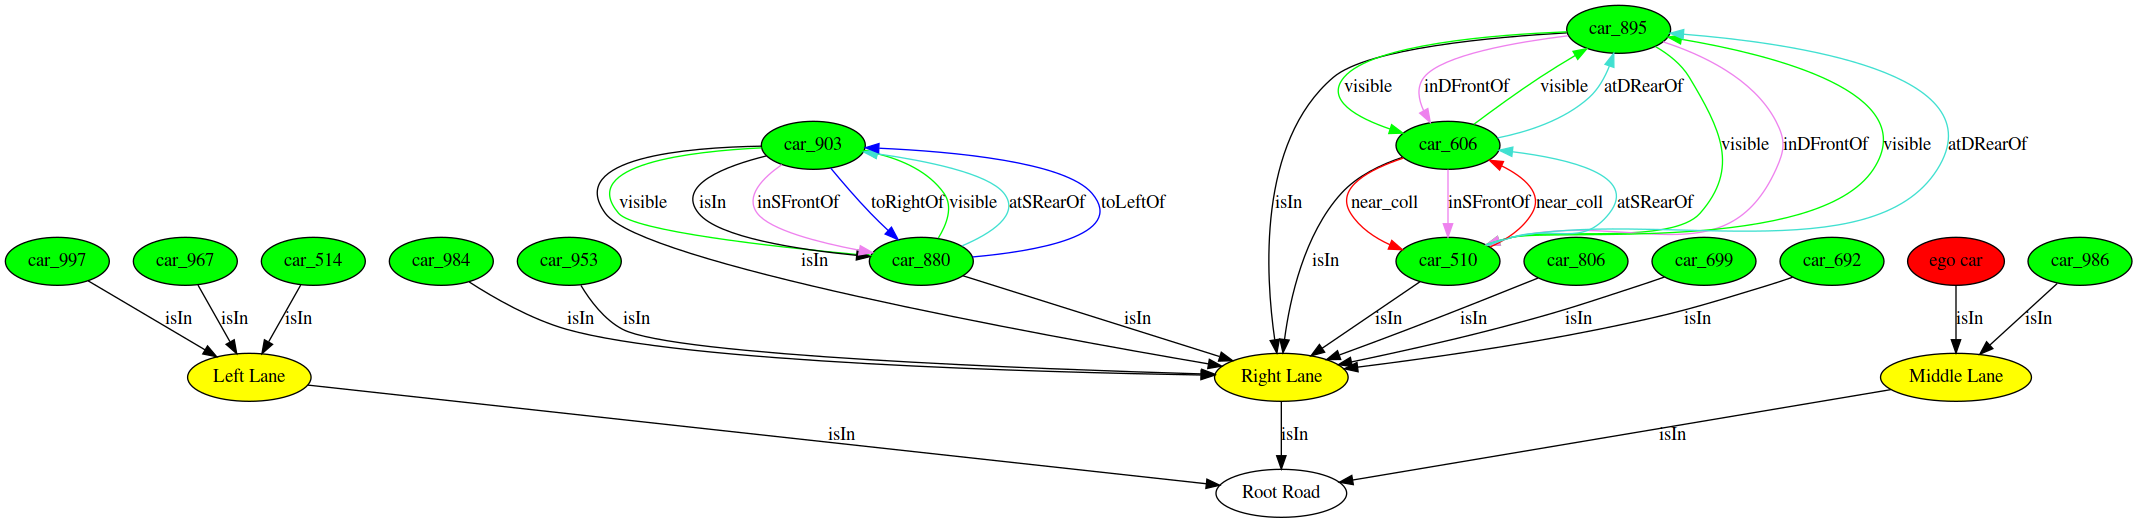 car_895
visible
inDFrontOf
visible
atDRearOf
car_903
car_606
visible
inDFrontOf
visible
atDRearOf
visible
isIn
inSFrontOf
toRightOf
visible
atSRearOf
toLeftOf
isIn
near_coll
inSFrontOf
near_coll
atSRearOf
car_997
car_967
car_514
car_984
car_953
isIn
car_880
isIn
car_510
car_806
car_699
car_692
ego car
car_986
isIn
isIn
isIn
isIn
isIn
isIn
isIn
isIn
isIn
isIn
isIn
isIn
Left Lane
Right Lane
Middle Lane
isIn
isIn
isIn
Root Road